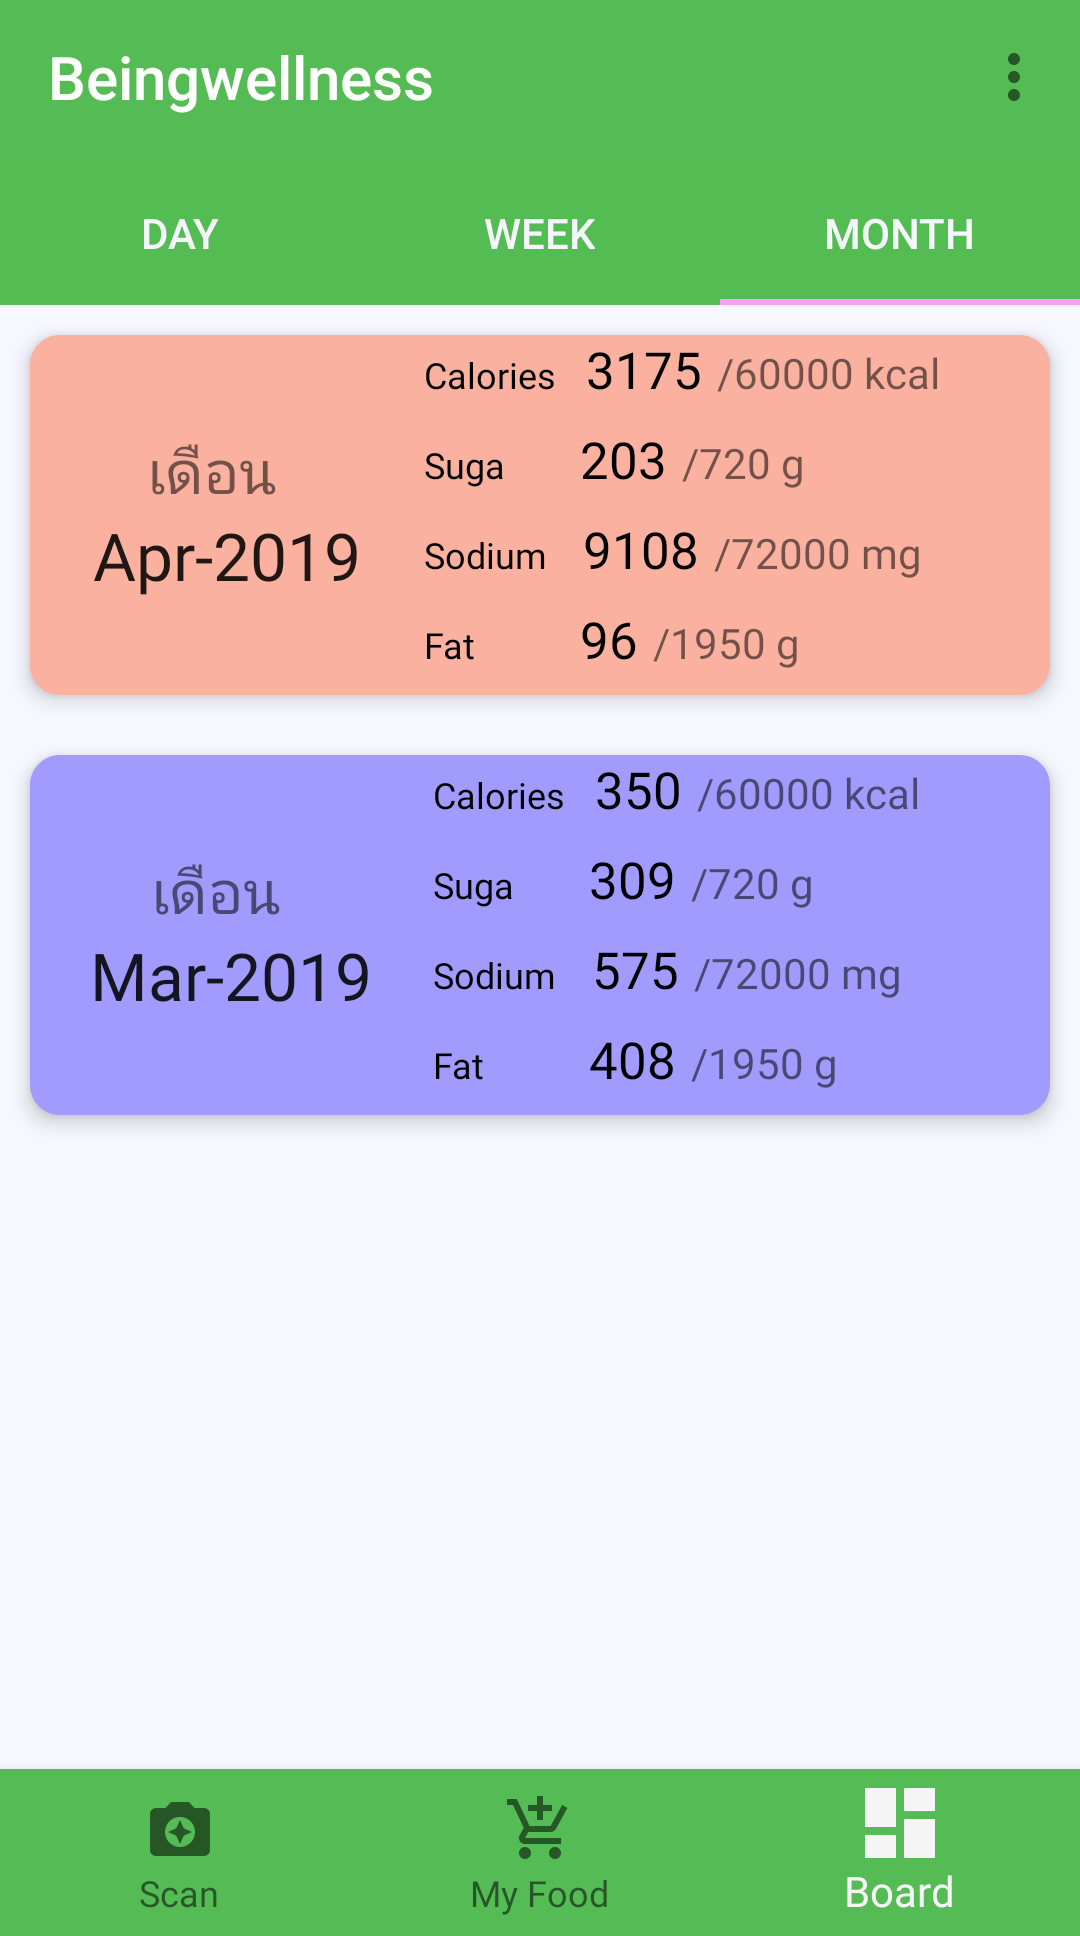 Beingwellness
DAY WEEK MONTH
Calories 3175 /60000 kcal
Suga 203 /720 g
เดือน
Apr-2019
Sodium 9108 /72000 mg
Fat 96 /1950 g
Calories 350 /60000 kcal
Suga 309 /720 g
เดือน
Mar-2019
Sodium 575 /72000 mg
Fat 408 /1950 g
Scan My Food Board